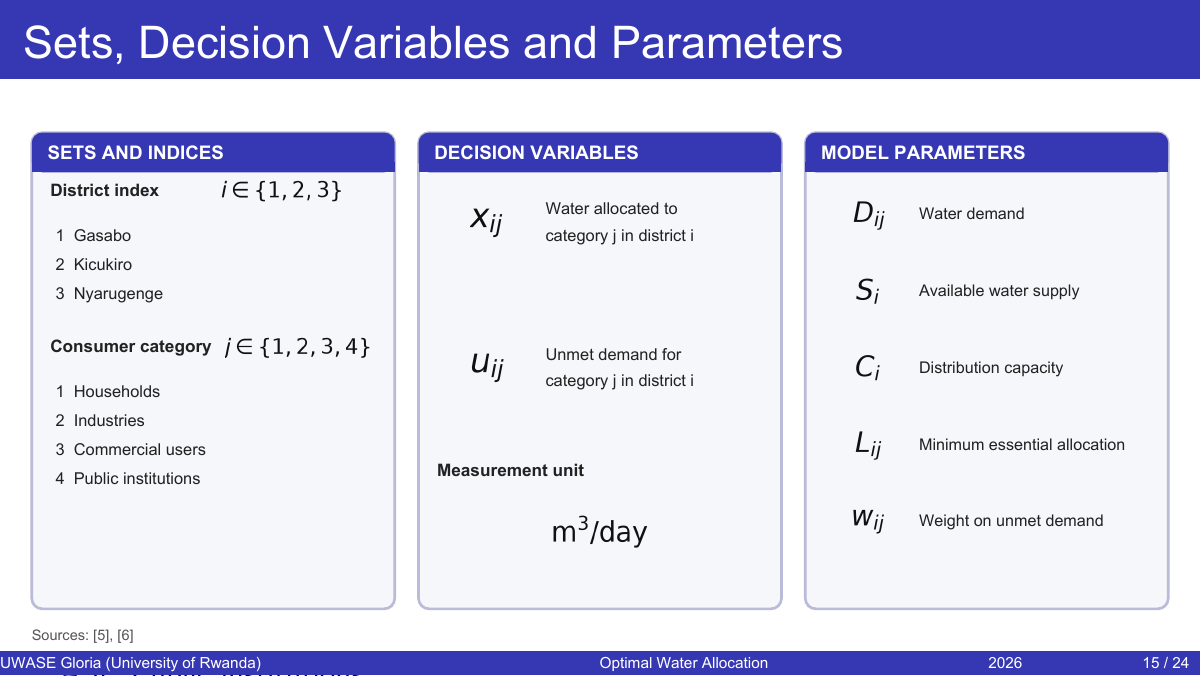 Sets, Decision Variables and Parameters
SETS AND INDICES
District index i ∈ {1, 2, 3}
1 Gasabo
2 Kicukiro
3 Nyarugenge
Consumer category j ∈ {1, 2, 3, 4}
1 Households
2 Industries
3 Commercial users
4 Public institutions
DECISION VARIABLES
x_ij Water allocated to
category j in district i
u_ij Unmet demand for
category j in district i
Measurement unit
m³/day
MODEL PARAMETERS
D_ij Water demand
S_i Available water supply
C_i Distribution capacity
L_ij Minimum essential allocation
w_ij Weight on unmet demand
Sources: [5], [6]
UWASE Gloria (University of Rwanda) Optimal Water Allocation 2026 15 / 24